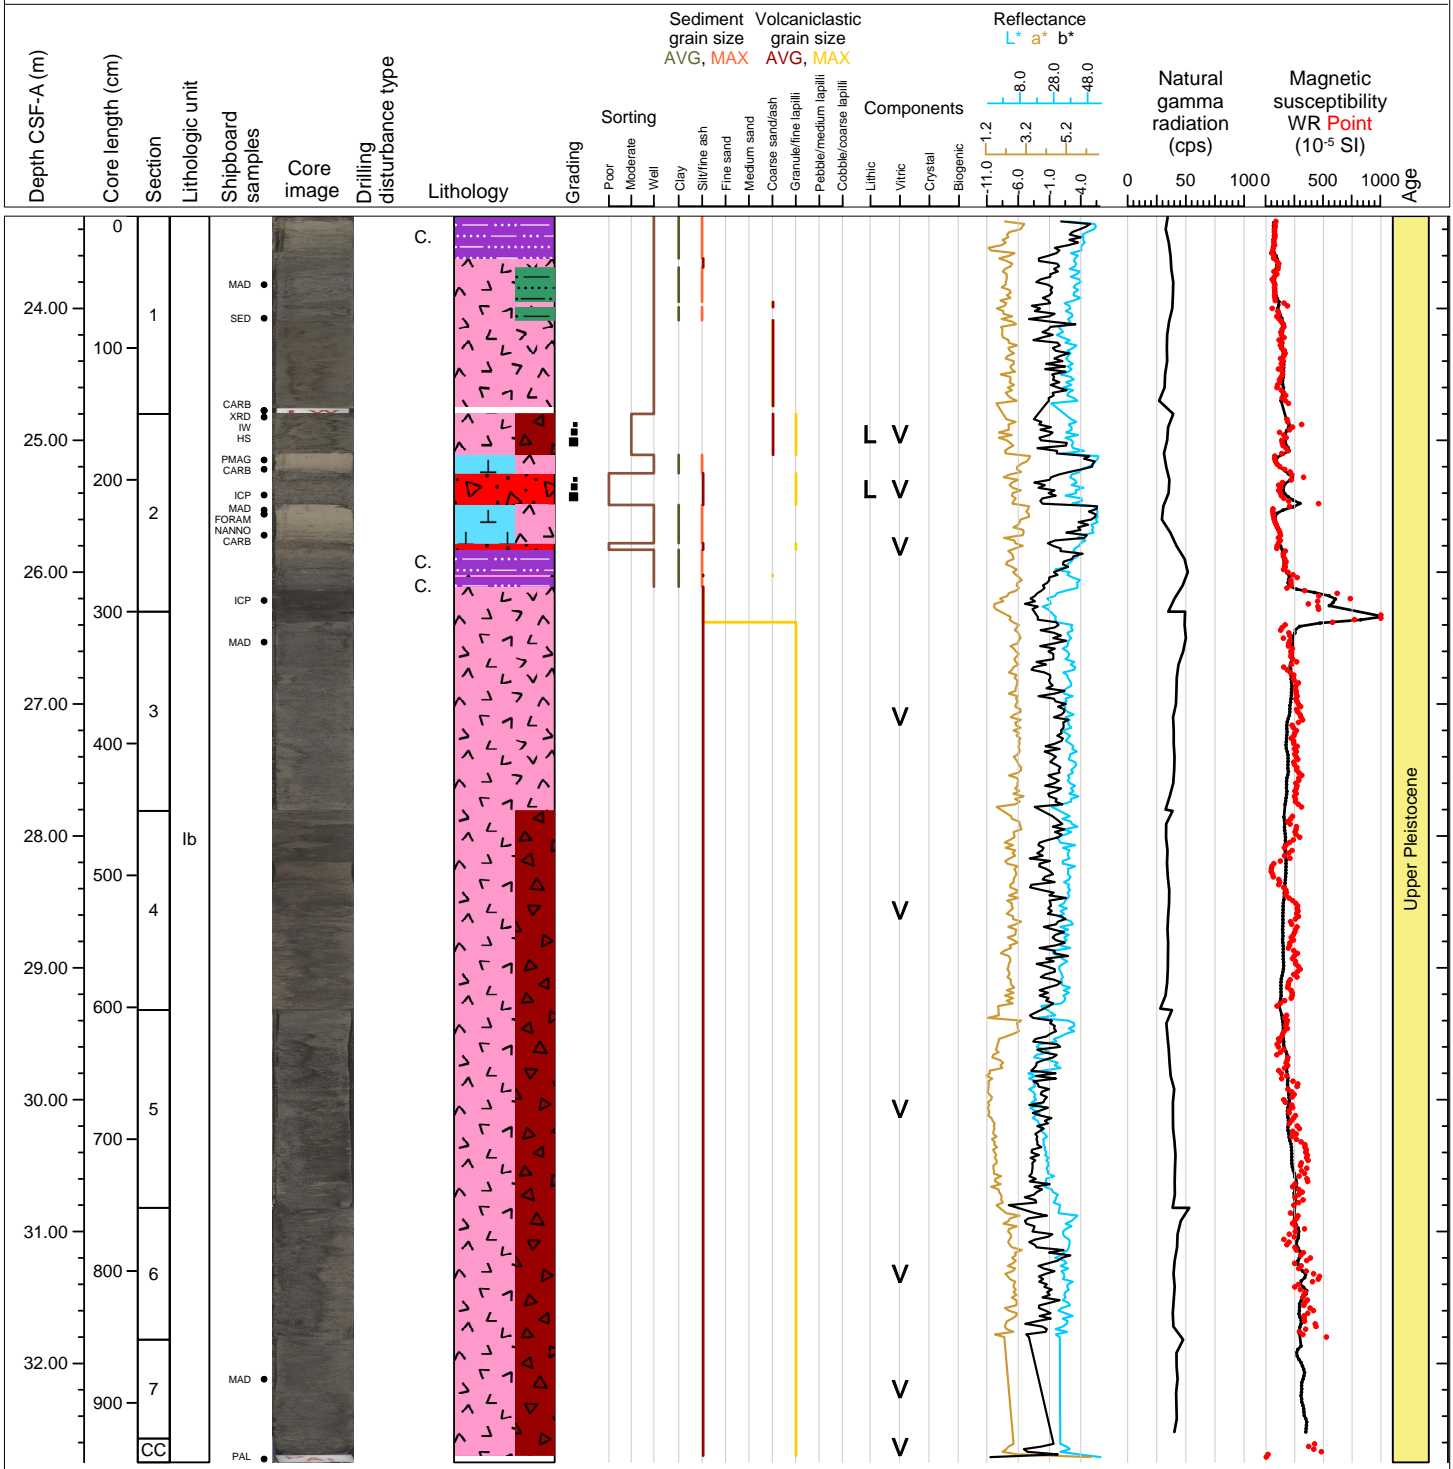 Depth CSF-A (m)
Core length (cm)
Section
Lithologic unit
Shipboard
samples
Core
image
Drilling
disturbance type
Lithology
Grading
Sorting
Poor
Moderate
Well
Sediment
grain size
AVG, MAX
Volcaniclastic
grain size
AVG, MAX
Clay
Silt/fine ash
Fine sand
Medium sand
Coarse sand/ash
Granule/fine lapilli
Pebble/medium lapilli
Cobble/coarse lapilli
Components
Lithic
Vitric
Crystal
Biogenic
Reflectance
L* a* b*
8.0 28.0 48.0
1.2 3.2 5.2
-11.0 -6.0 -1.0 4.0
Natural
gamma
radiation
(cps)
0 50 100
Magnetic
susceptibility
WR Point
(10-5 SI)
0 500 1000
Age
0
100
200
300
400
500
600
700
800
900
24.00
25.00
26.00
27.00
28.00
29.00
30.00
31.00
32.00
1
2
3
4
5
6
7
CC
Ib
MAD
SED
CARB
XRD
IW
HS
PMAG
CARB
ICP
MAD
FORAM
NANNO
CARB
ICP
MAD
MAD
PAL
C.
C.
C.
L V
L V
V
V
V
V
V
V
V
Upper Pleistocene